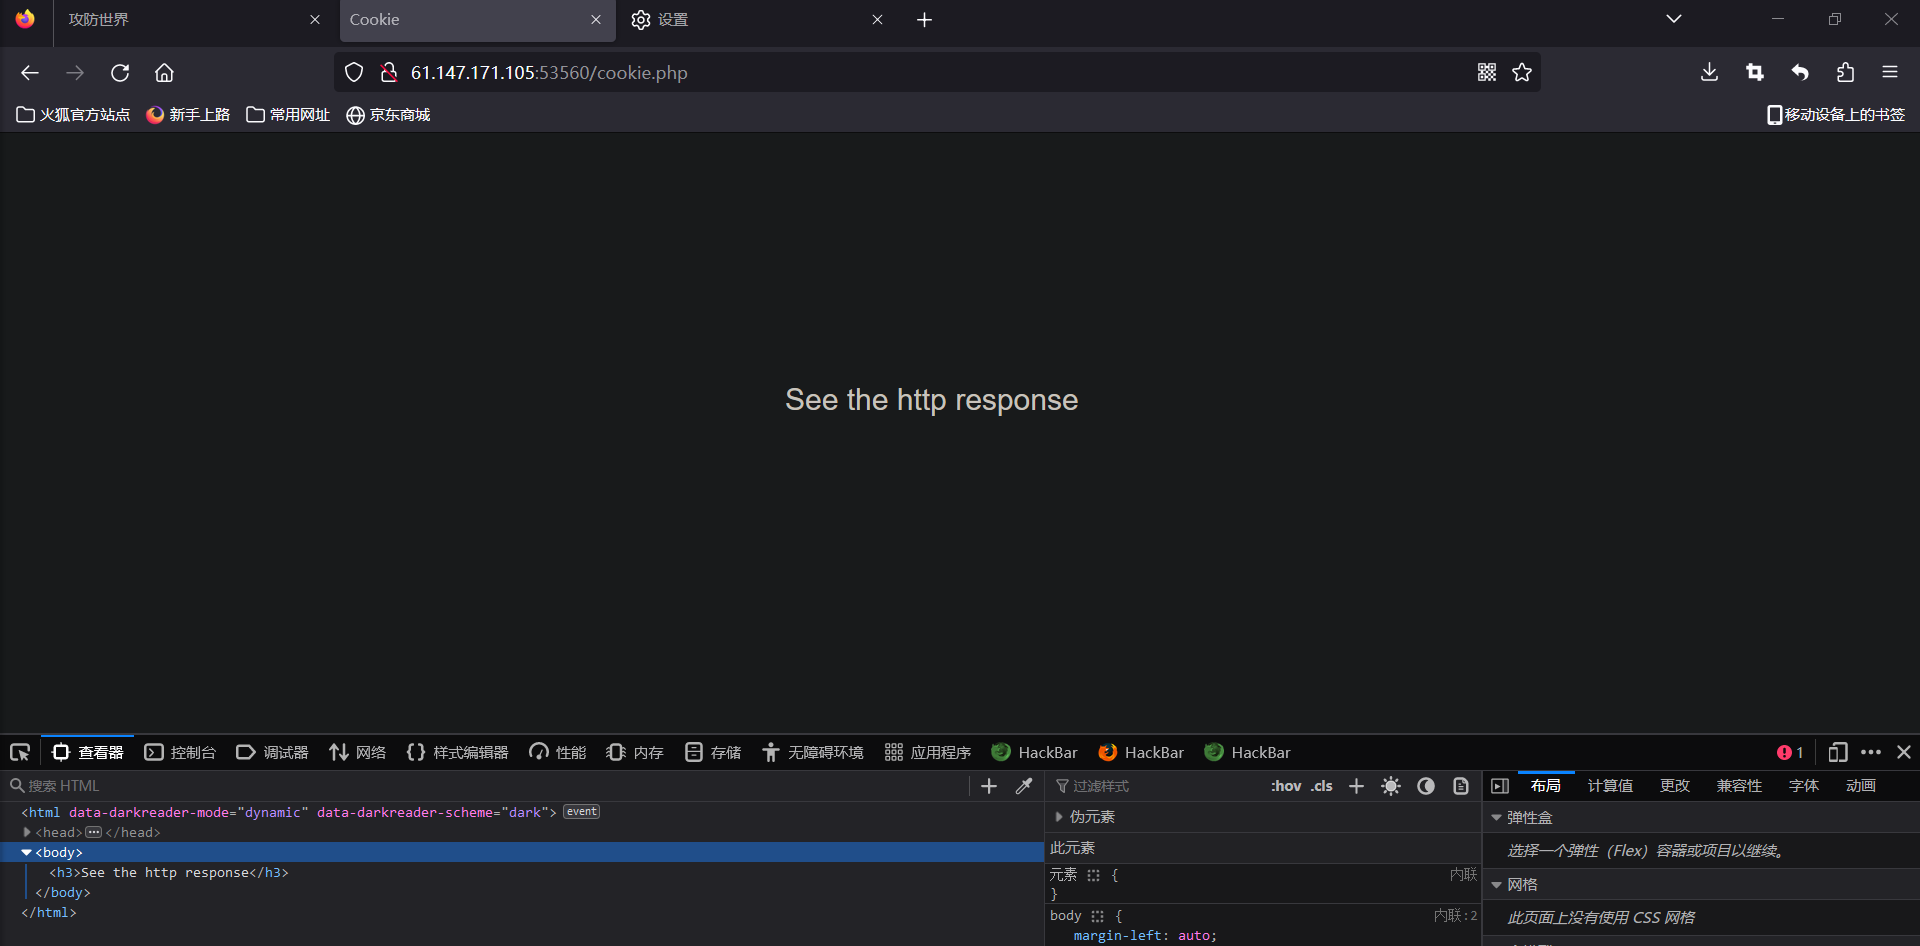 攻防世界
Cookie
设置
61.147.171.105:53560/cookie.php
火狐官方站点 新手上路 常用网址 京东商城 移动设备上的书签
See the http response
查看器 控制台 调试器 网络 样式编辑器 性能 内存 存储 无障碍环境 应用程序 HackBar HackBar HackBar 1
搜索 HTML
<html data-darkreader-mode="dynamic" data-darkreader-scheme="dark"> event
<head> ••• </head>
<body>
<h3>See the http response</h3>
</body>
</html>
过滤样式 :hov .cls
伪元素
此元素
元素 { 内联
}
body { 内联:2
margin-left: auto;
布局 计算值 更改 兼容性 字体 动画
弹性盒
选择一个弹性（Flex）容器或项目以继续。
网格
此页面上没有使用 CSS 网格